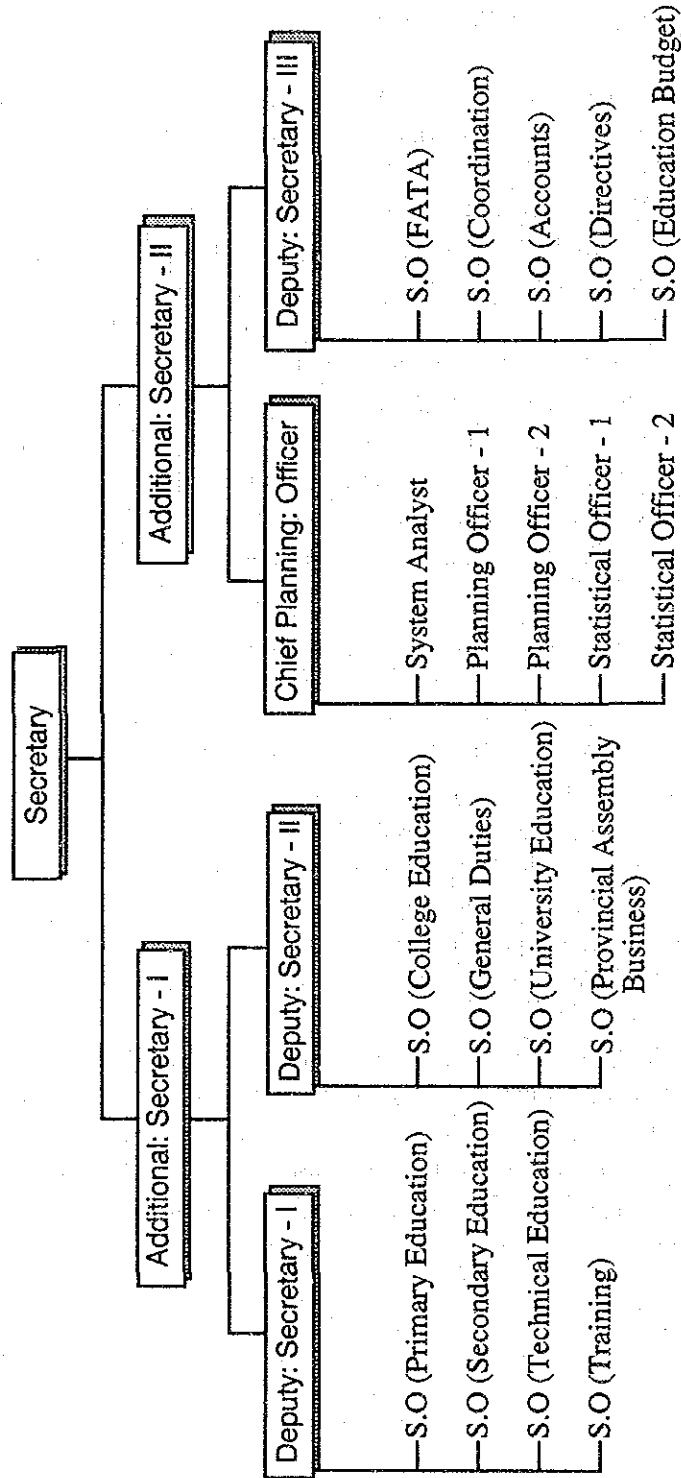 Secretary
Additional: Secretary - I
Additional: Secretary - II
Deputy: Secretary - I
Deputy: Secretary - II
Chief Planning: Officer
Deputy: Secretary - III
S.O (Primary Education)
S.O (Secondary Education)
S.O (Technical Education)
S.O (Training)
S.O (College Education)
S.O (General Duties)
S.O (University Education)
S.O (Provincial Assembly
Business)
System Analyst
Planning Officer - 1
Planning Officer - 2
Statistical Officer - 1
Statistical Officer - 2
S.O (FATA)
S.O (Coordination)
S.O (Accounts)
S.O (Directives)
S.O (Education Budget)